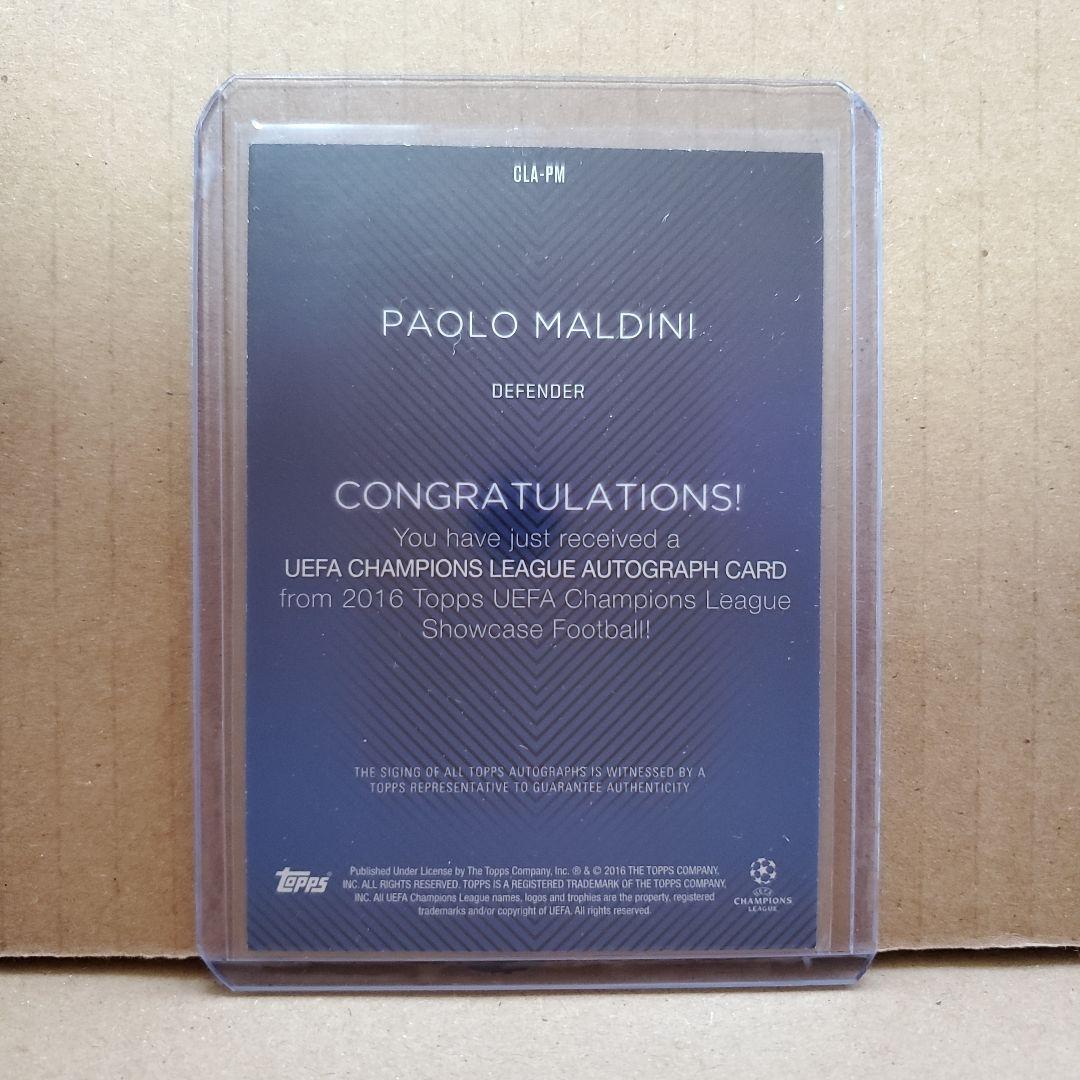 CLA-PM
PAOLO MALDINI
DEFENDER
CONGRATULATIONS!
You have just received a
UEFA CHAMPIONS LEAGUE AUTOGRAPH CARD
from 2016 Topps UEFA Champions League
Showcase Football!
THE SIGING OF ALL TOPPS AUTOGRAPHS IS WITNESSED BY A
TOPPS REPRESENTATIVE TO GUARANTEE AUTHENTICITY
Topps
Published Under License by The Topps Company, Inc. ® & © 2016 THE TOPPS COMPANY,
INC. ALL RIGHTS RESERVED. TOPPS IS A REGISTERED TRADEMARK OF THE TOPPS COMPANY,
INC. All UEFA Champions League names, logos and trophies are the property, registered
trademarks and/or copyright of UEFA. All rights reserved.
UEFA
CHAMPIONS
LEAGUE